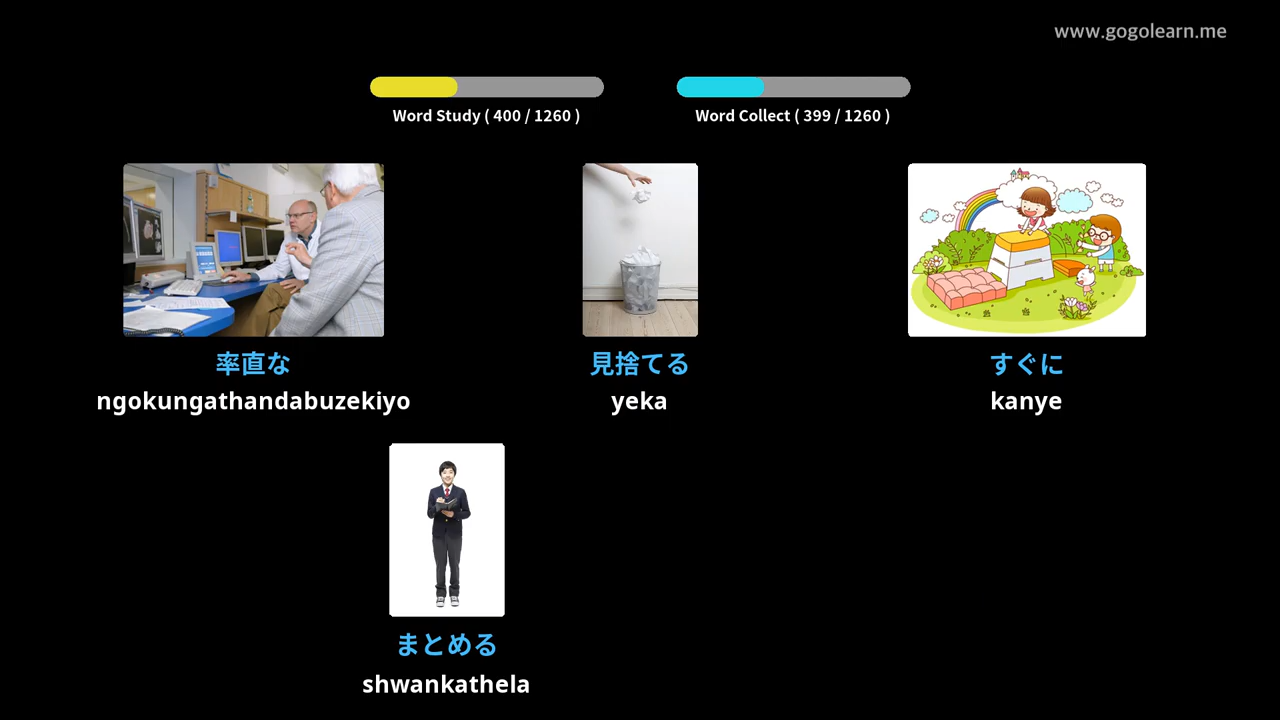 www.gogolearn.me
Word Study ( 400 / 1260 )
Word Collect ( 399 / 1260 )
率直な
見捨てる
すぐに
ngokungathandabuzekiyo
yeka
kanye
まとめる
shwankathela